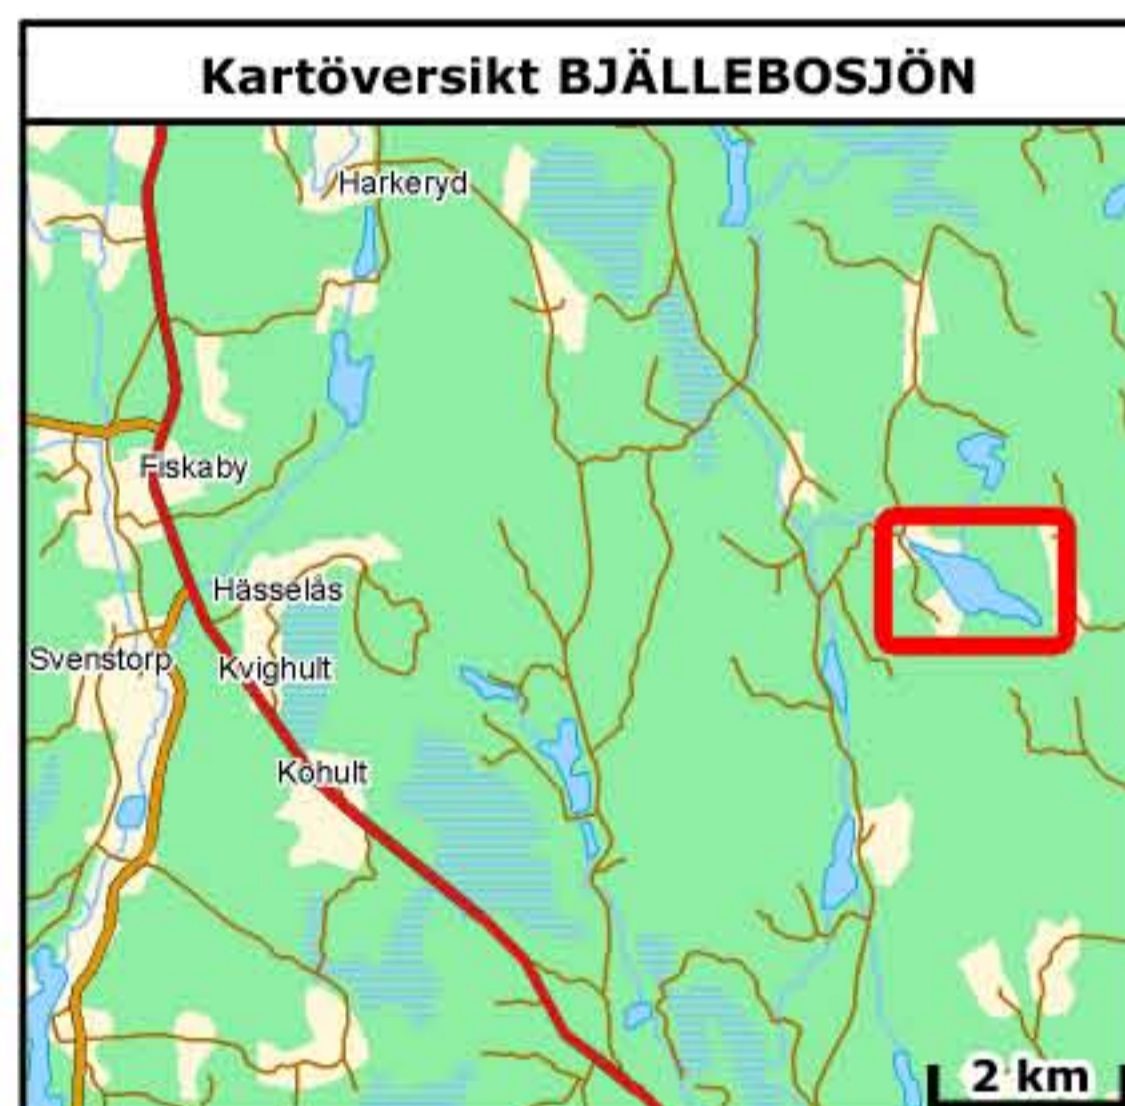 Kartöversikt BJÄLLEBOSJÖN
Harkeryd
Fiskaby
Hässelås
Svenstorp
Kvighult
Kohult
2 km